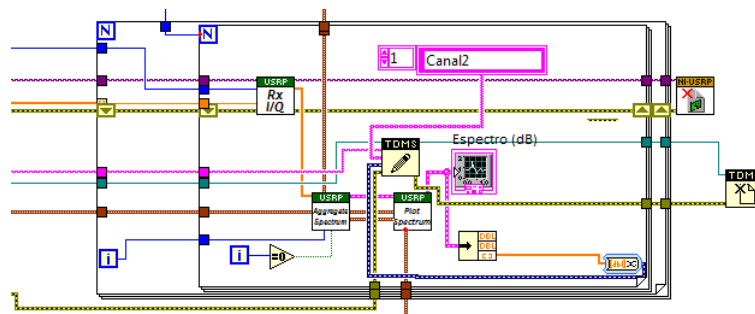 N
N
1
Canal2
USRP
Rx
I/Q
NI-USRP
TDMS
Espectro (dB)
TDM
USRP
Aggregate
Spectrum
USRP
Plot
Spectrum
DBL
DBL
i
i
=0